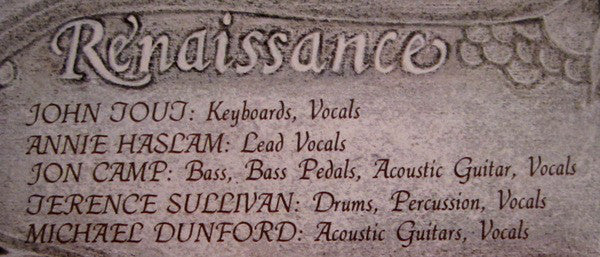 Renaissance
JOHN TOUT: Keyboards, Vocals
ANNIE HASLAM: Lead Vocals
JON CAMP: Bass, Bass Pedals, Acoustic Guitar, Vocals
TERENCE SULLIVAN: Drums, Percussion, Vocals
MICHAEL DUNFORD: Acoustic Guitars, Vocals